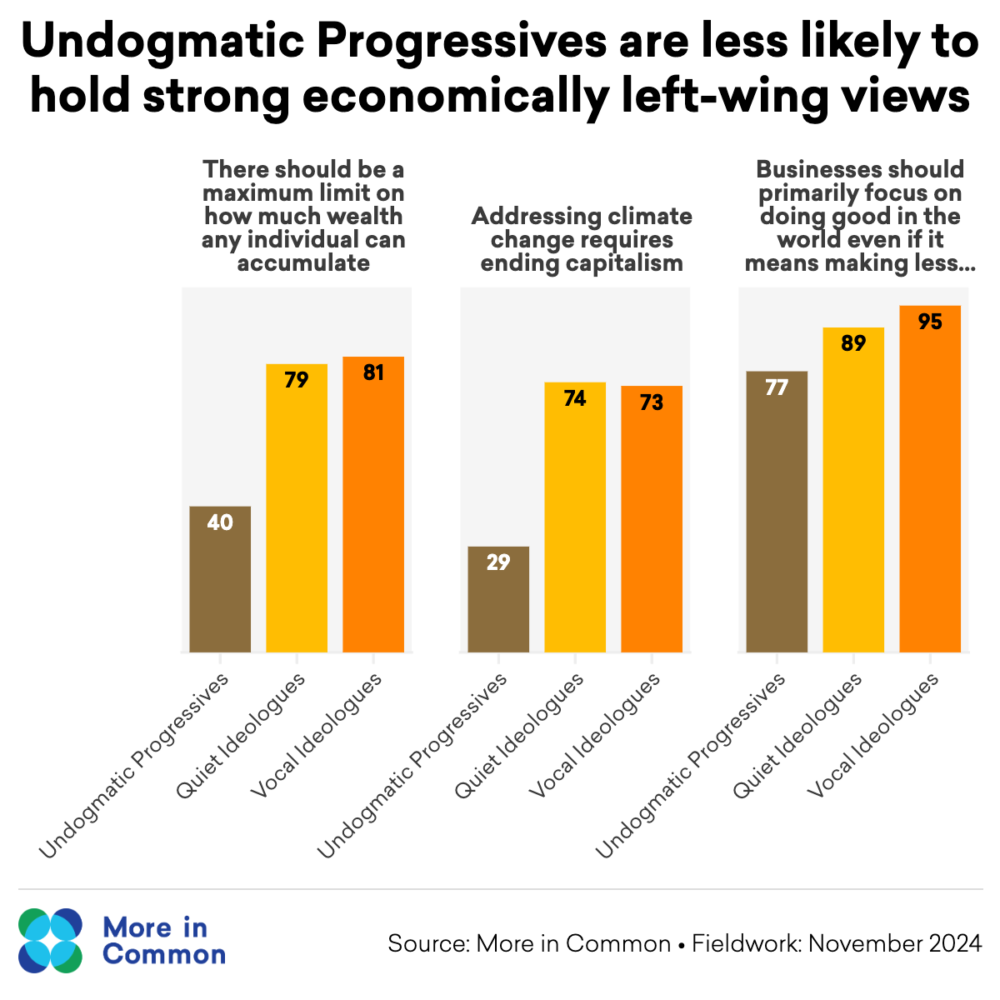 Undogmatic Progressives are less likely to
hold strong economically left-wing views
There should be a
maximum limit on
how much wealth
any individual can
accumulate
Addressing climate
change requires
ending capitalism
Businesses should
primarily focus on
doing good in the
world even if it
means making less...
40
79
81
29
74
73
77
89
95
Undogmatic Progressives
Quiet Ideologues
Vocal Ideologues
Undogmatic Progressives
Quiet Ideologues
Vocal Ideologues
Undogmatic Progressives
Quiet Ideologues
Vocal Ideologues
More in
Common
Source: More in Common • Fieldwork: November 2024